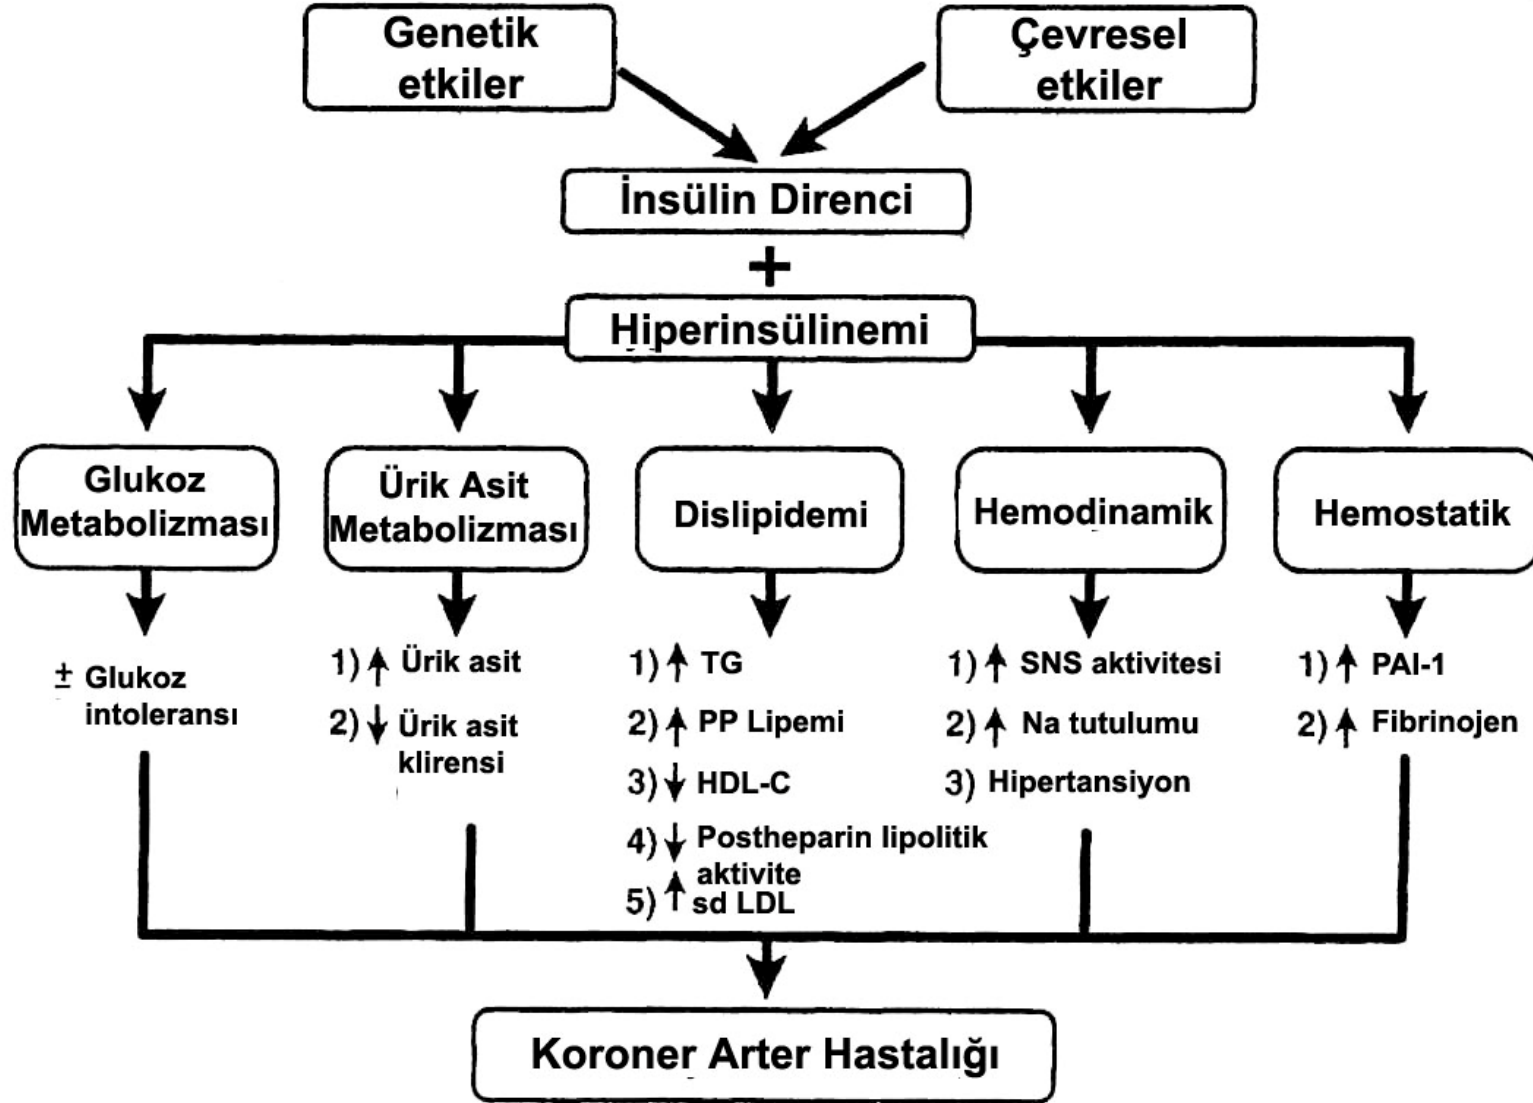 Genetik
etkiler
Çevresel
etkiler
İnsülin Direnci
+
Hiperinsülinemi
Glukoz
Metabolizması
Ürik Asit
Metabolizması
Dislipidemi
Hemodinamik
Hemostatik
± Glukoz
intoleransı
1) ↑ Ürik asit
2) ↓ Ürik asit
klirensi
1) ↑ TG
2) ↑ PP Lipemi
3) ↓ HDL-C
4) ↓ Postheparin lipolitik
aktivite
5) ↑ sd LDL
1) ↑ SNS aktivitesi
2) ↑ Na tutulumu
3) Hipertansiyon
1) ↑ PAI-1
2) ↑ Fibrinojen
Koroner Arter Hastalığı